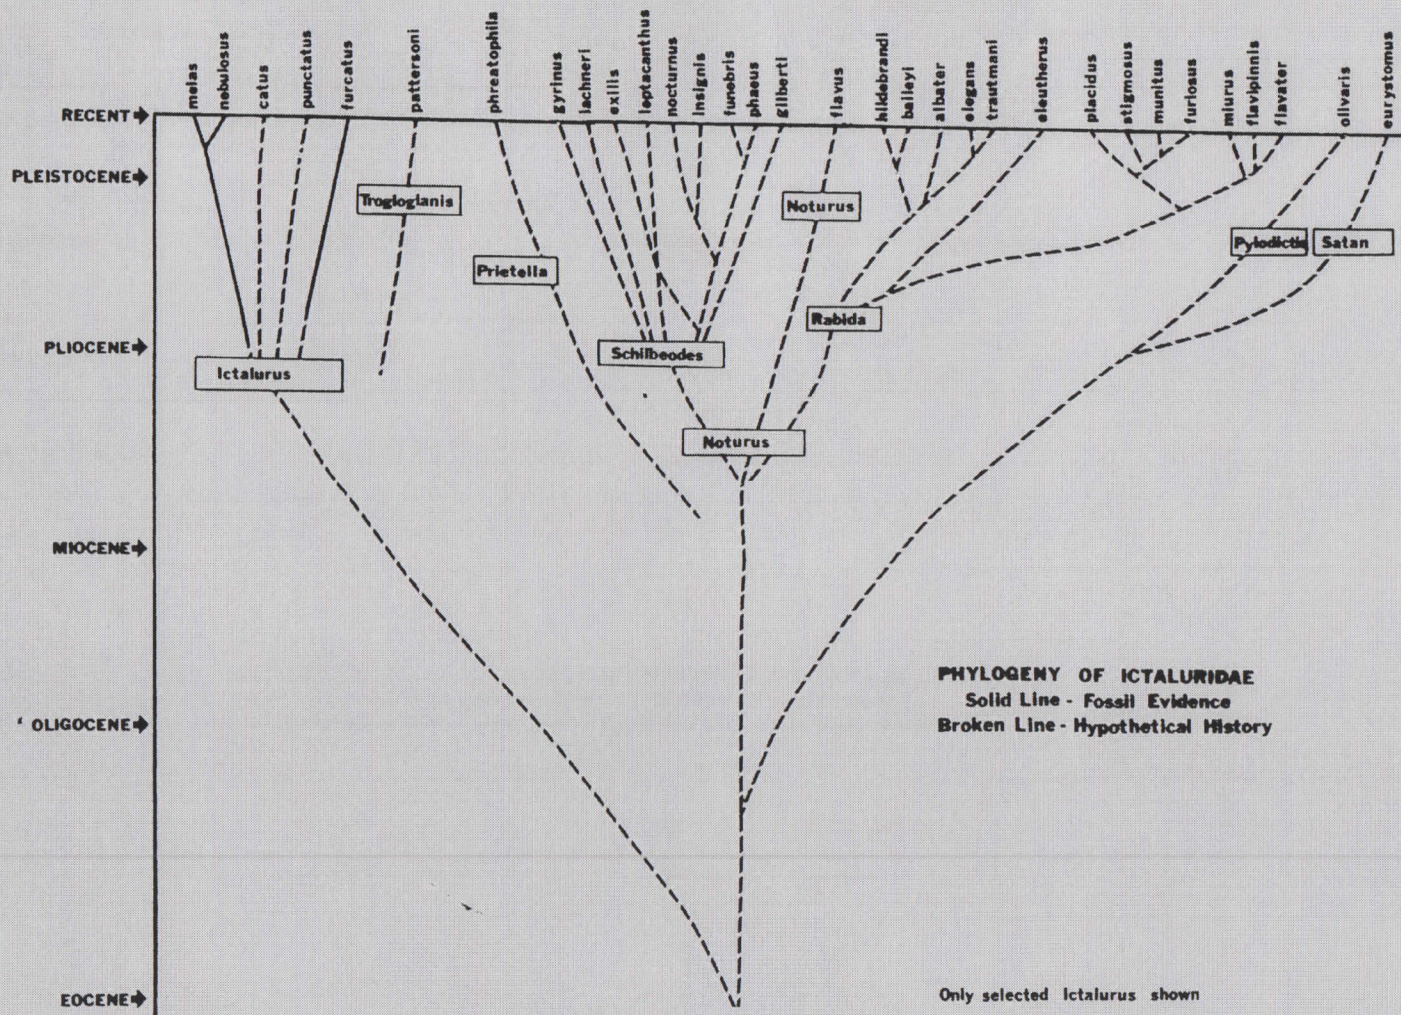 melas
nebulosus
catus
punctatus
furcatus
pattersoni
phreatophila
gyrinus
lachneri
exilis
leptacanthus
nocturnus
insignis
funebris
phaeus
gilberti
flavus
hildebrandi
baileyi
albater
elegans
trautmani
eleutherus
placidus
stigmosus
munitus
furiosus
miurus
flavipinnis
flavater
olivaris
eurystomus
RECENT
PLEISTOCENE
Trogloglanis
Noturus
Pylodictis
Satan
Prietella
Rabida
PLIOCENE
Schilbeodes
Ictalurus
Noturus
MIOCENE
PHYLOGENY OF ICTALURIDAE
Solid Line - Fossil Evidence
OLIGOCENE
Broken Line - Hypothetical History
EOCENE
Only selected Ictalurus shown